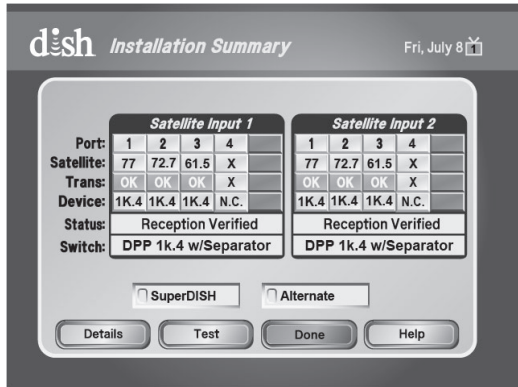 dish Installation Summary Fri, July 8 1
Satellite Input 1 Satellite Input 2
Port: 1 2 3 4 1 2 3 4
Satellite: 77 72.7 61.5 X 77 72.7 61.5 X
Trans: OK OK OK X OK OK OK X
Device: 1K.4 1K.4 1K.4 N.C. 1K.4 1K.4 1K.4 N.C.
Status: Reception Verified Reception Verified
Switch: DPP 1k.4 w/Separator DPP 1k.4 w/Separator
SuperDISH Alternate
Details Test Done Help